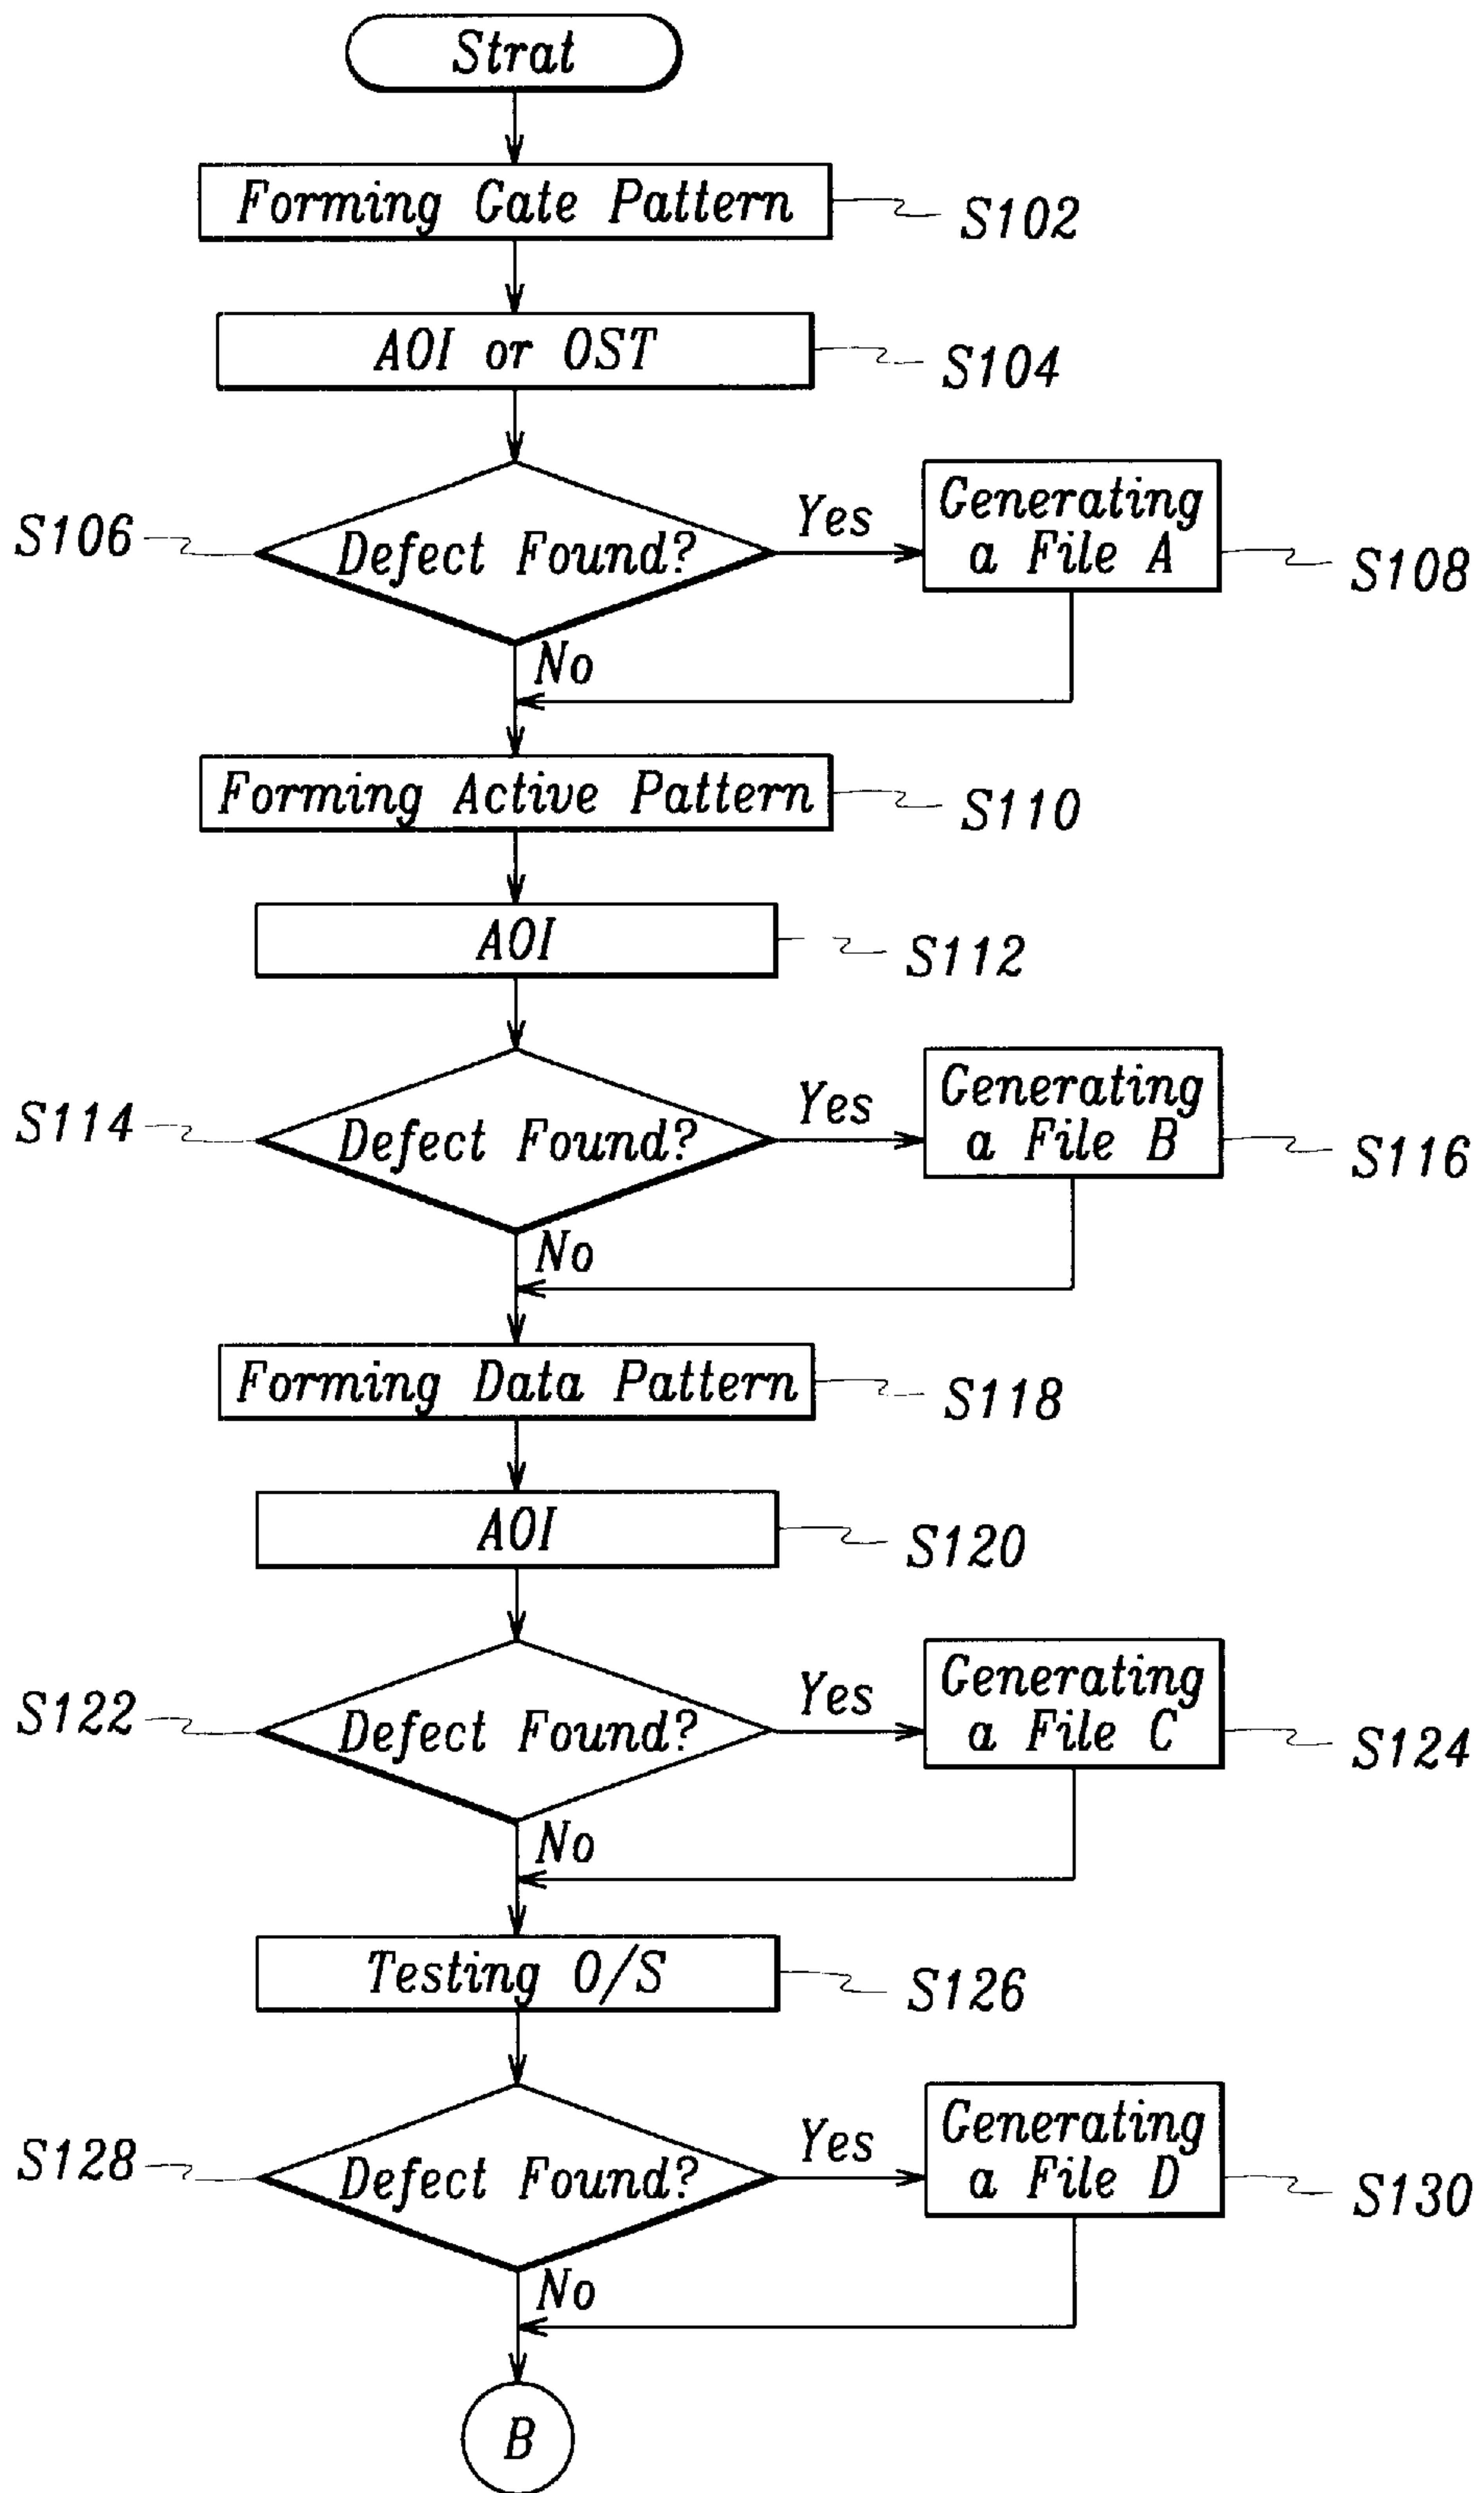 Strat
Forming Gate Pattern
S102
AOI or OST
S104
S106
Defect Found?
Yes
Generating
a File A
S108
No
Forming Active Pattern
S110
AOI
S112
S114
Defect Found?
Yes
Generating
a File B
S116
No
Forming Data Pattern
S118
AOI
S120
S122
Defect Found?
Yes
Generating
a File C
S124
No
Testing O/S
S126
S128
Defect Found?
Yes
Generating
a File D
S130
No
B